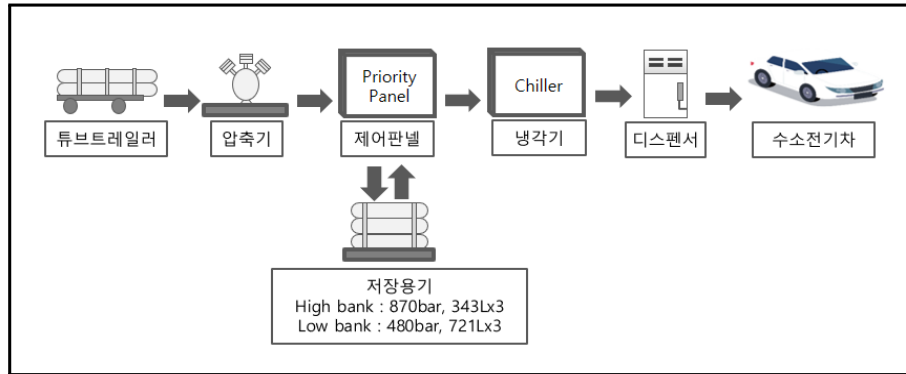 Priority
Panel
Chiller
튜브트레일러
압축기
제어판넬
냉각기
디스펜서
수소전기차
저장용기
High bank : 870bar, 343Lx3
Low bank : 480bar, 721Lx3